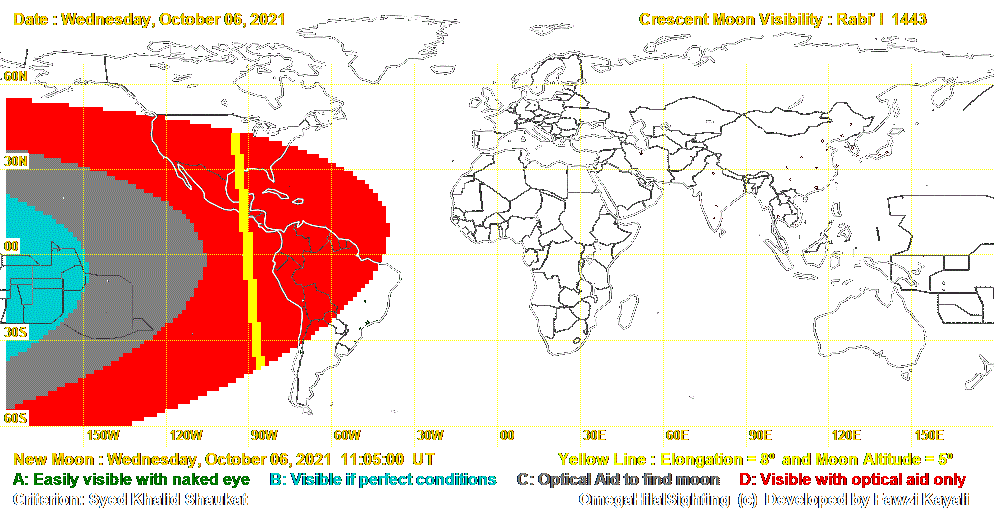 Date : Wednesday, October 06, 2021 Crescent Moon Visibility : Rabi' I 1443
60N
30N
00
30S
60S
150W 120W 90W 60W 30W 00 30E 60E 90E 120E 150E
New Moon : Wednesday, October 06, 2021 11:05:00 UT Yellow Line : Elongation = 8º and Moon Altitude = 5º
A: Easily visible with naked eye B: Visible if perfect conditions C: Optical Aid to find moon D: Visible with optical aid only
Criterion: Syed Khalid Shaukat OmegaHilalSighting (c) Developed by Fawzi Kayali